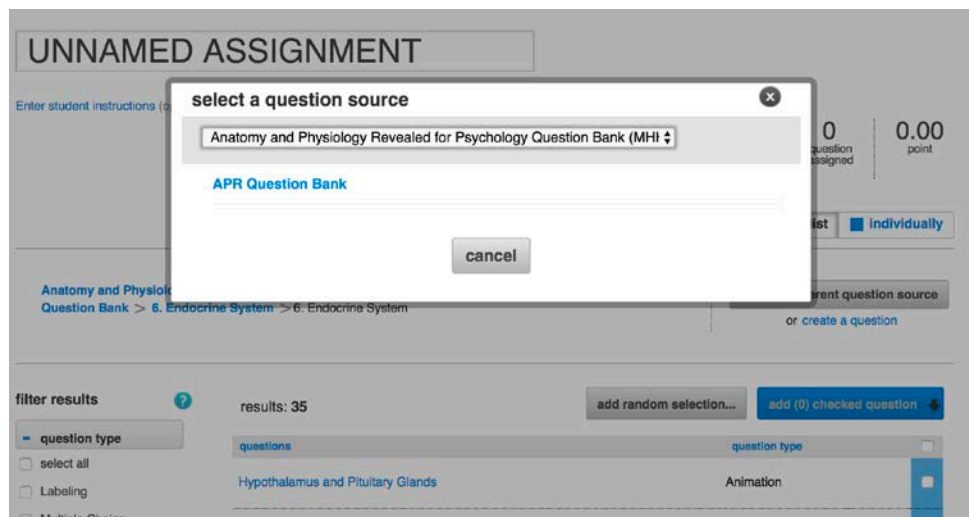 UNNAMED ASSIGNMENT
Enter student instructions (o
select a question source
Anatomy and Physiology Revealed for Psychology Question Bank (MHI
APR Question Bank
cancel
0
question
assigned
0.00
point
ist
individually
Anatomy and Physiol
Question Bank > 6. Endocrine System >6. Endocrine System
erent question source
or create a question
filter results
results: 35
add random selection...
add (0) checked question
- question type
questions
question type
select all
Hypothalamus and Pituitary Glands
Animation
Labeling
Multiple Choice